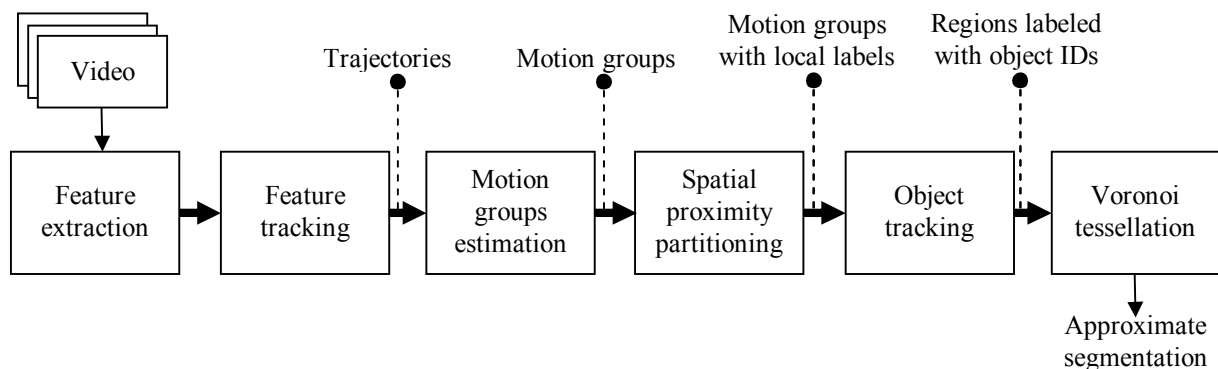 Video
Trajectories
Motion groups
Motion groups
with local labels
Regions labeled
with object IDs
Feature
extraction
Feature
tracking
Motion
groups
estimation
Spatial
proximity
partitioning
Object
tracking
Voronoi
tessellation
Approximate
segmentation